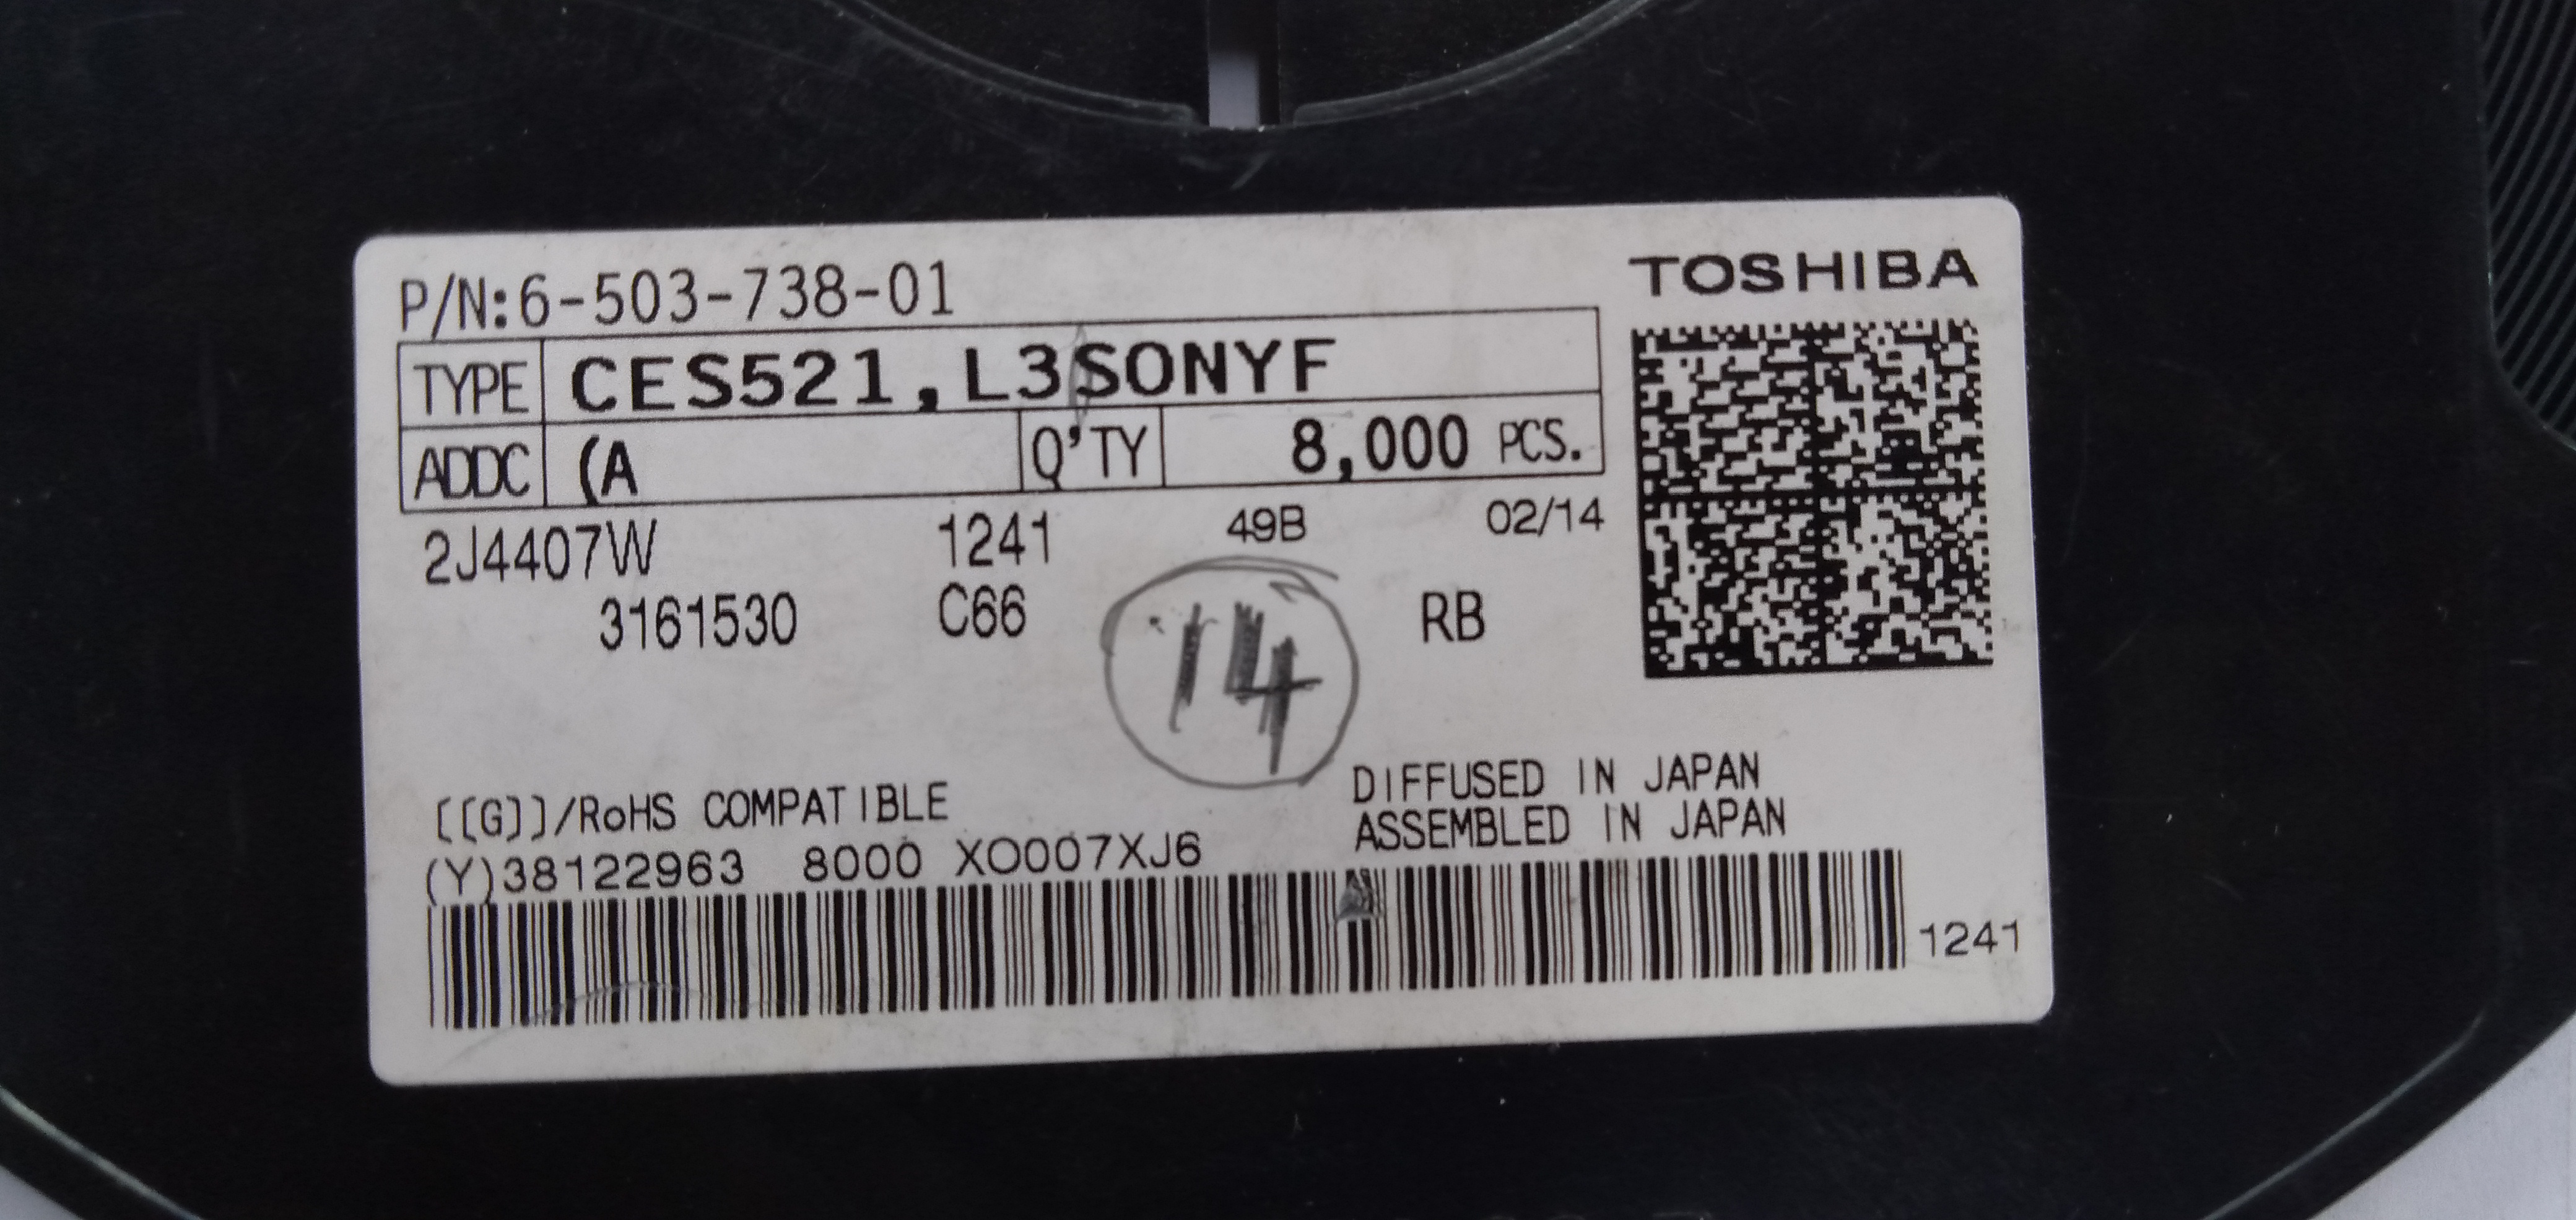 P/N:6-503-738-01
TOSHIBA
TYPE CES521,L3SONYF
ADDC (A Q'TY 8,000 PCS.
2J4407W 1241 49B 02/14
3161530 C66 RB
14
[[G]]/RoHS COMPATIBLE
DIFFUSED IN JAPAN
ASSEMBLED IN JAPAN
(Y)38122963 8000 XO007XJ6
1241